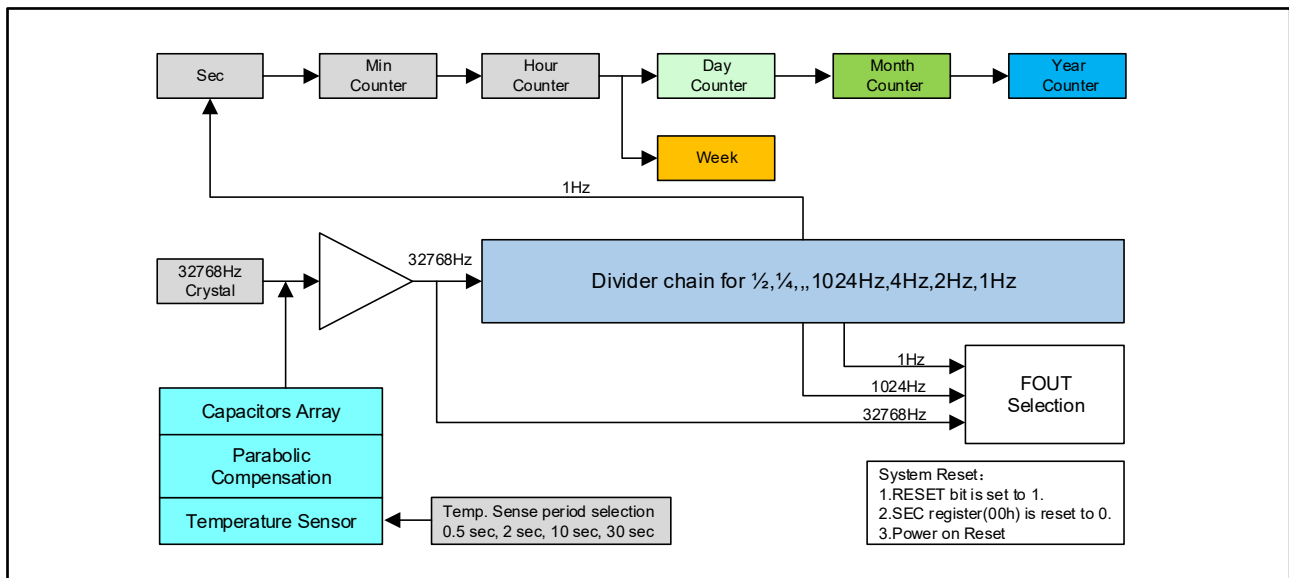 Sec
Min
Counter
Hour
Counter
Day
Counter
Month
Counter
Year
Counter
Week
1Hz
32768Hz
Crystal
32768Hz
Divider chain for ½,¼,,,1024Hz,4Hz,2Hz,1Hz
1Hz
1024Hz
32768Hz
FOUT
Selection
Capacitors Array
Parabolic
Compensation
Temperature Sensor
Temp. Sense period selection
0.5 sec, 2 sec, 10 sec, 30 sec
System Reset：
1.RESET bit is set to 1.
2.SEC register(00h) is reset to 0.
3.Power on Reset